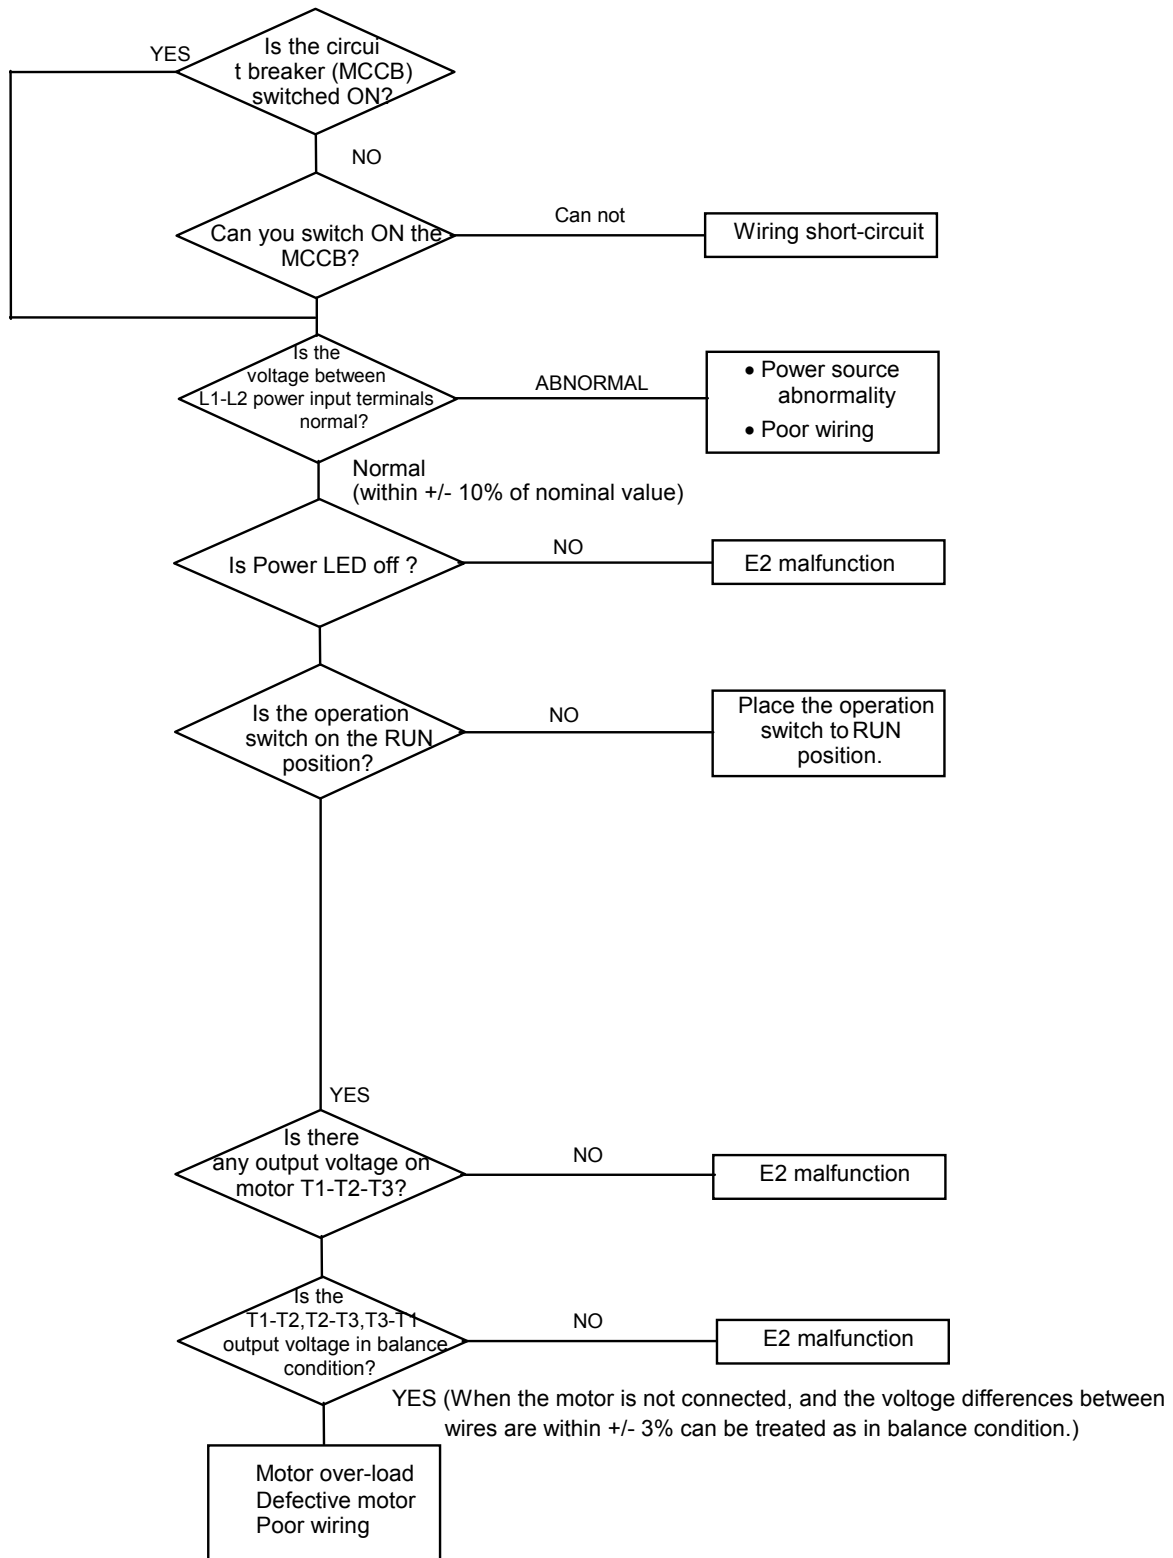 YES
Is the circui
t breaker (MCCB)
switched ON?
NO
Can you switch ON the
MCCB?
Can not
Wiring short-circuit
Is the
voltage between
L1-L2 power input terminals
normal?
ABNORMAL
• Power source
abnormality
• Poor wiring
Normal
(within +/- 10% of nominal value)
Is Power LED off ?
NO
E2 malfunction
Is the operation
switch on the RUN
position?
NO
Place the operation
switch to RUN
position.
YES
Is there
any output voltage on
motor T1-T2-T3?
NO
E2 malfunction
Is the
T1-T2,T2-T3,T3-T1
output voltage in balance
condition?
NO
E2 malfunction
YES (When the motor is not connected, and the voltoge differences between
wires are within +/- 3% can be treated as in balance condition.)
Motor over-load
Defective motor
Poor wiring